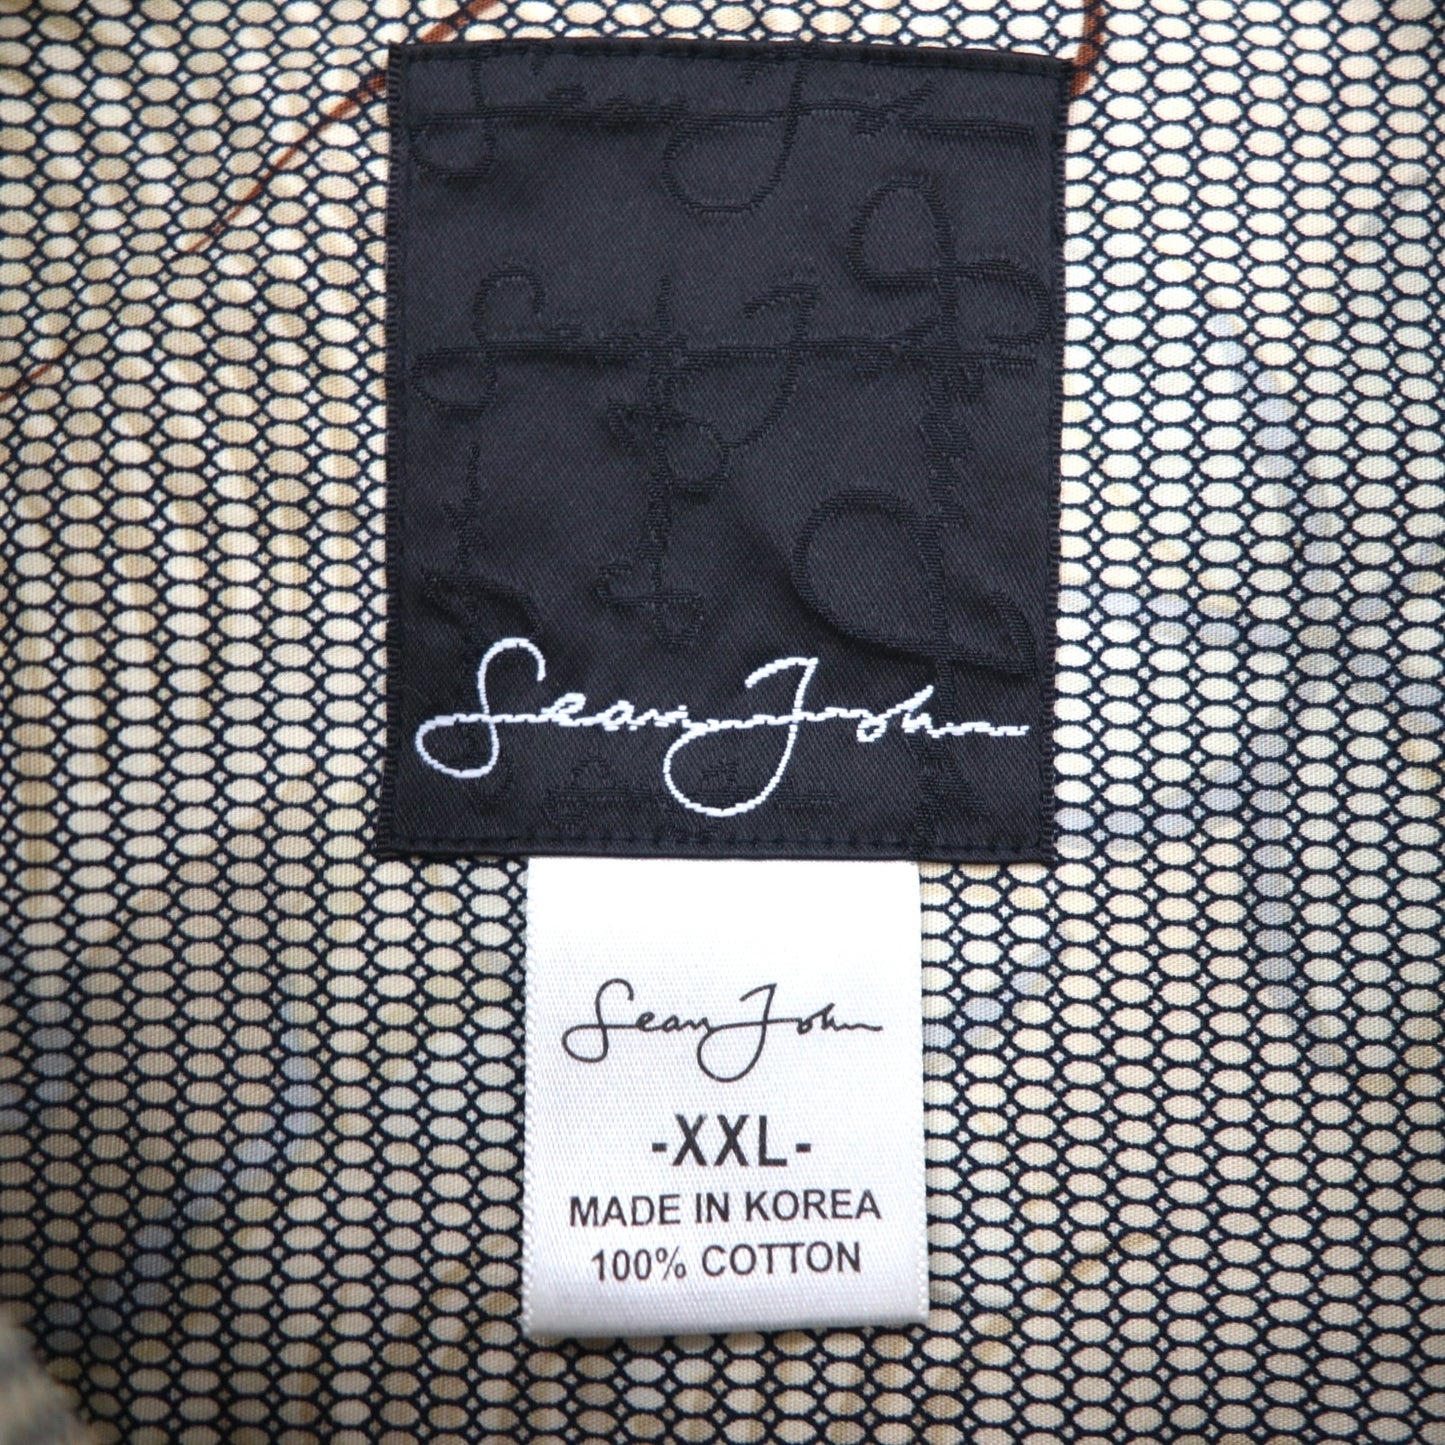 Sean John
Sean John
-XXL-
MADE IN KOREA
100% COTTON